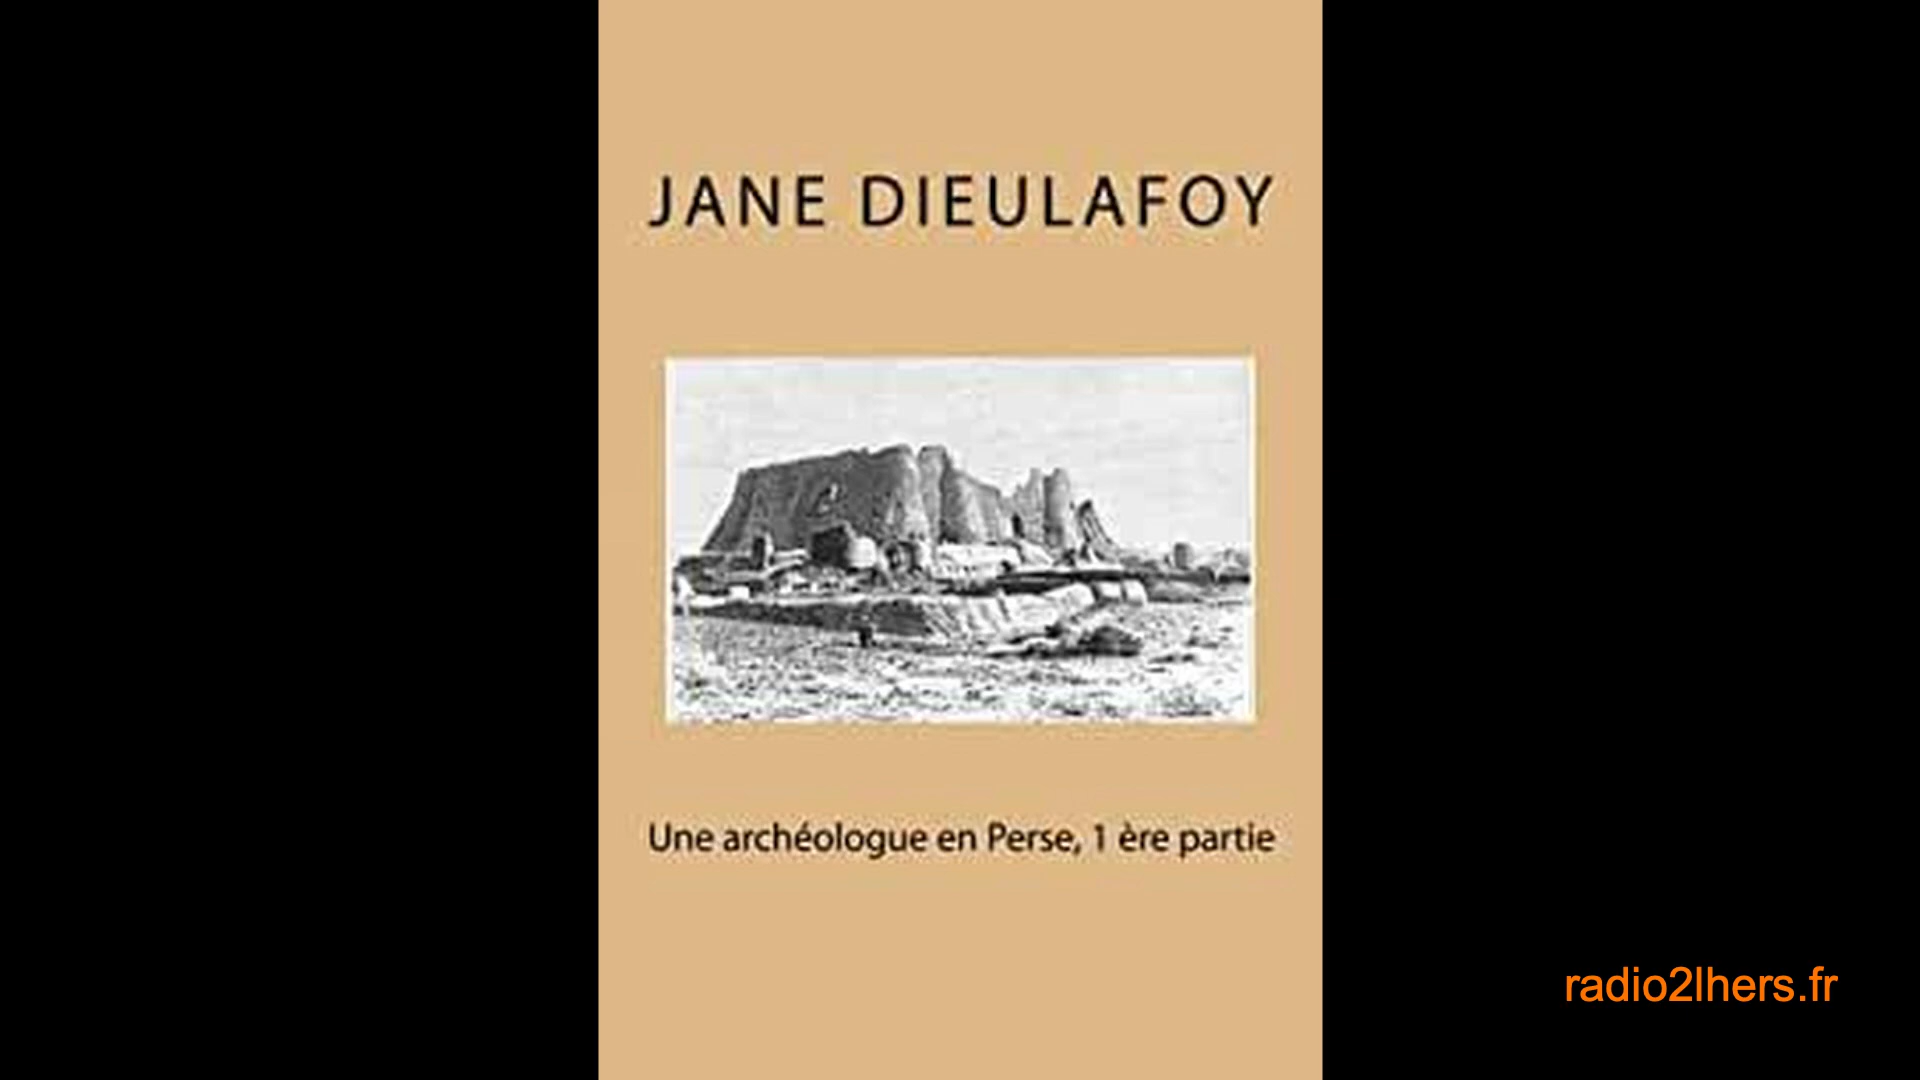 JANE DIEULAFOY
Une archéologue en Perse, 1 ère partie
radio2lhers.fr